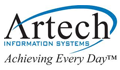 Artech
INFORMATION SYSTEMS
Achieving Every Day™